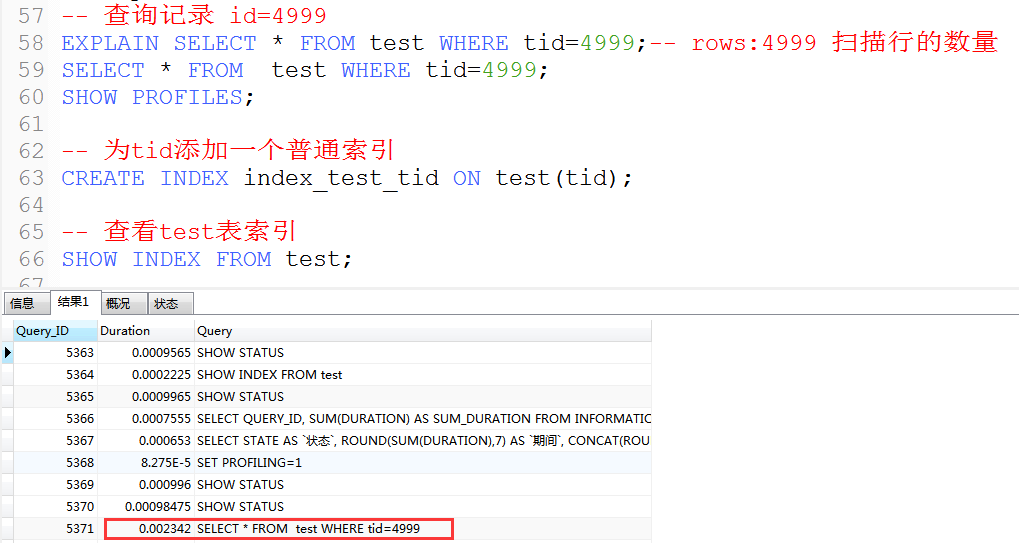 57 -- 查询记录 id=4999
58 EXPLAIN SELECT * FROM test WHERE tid=4999;-- rows:4999 扫描行的数量
59 SELECT * FROM  test WHERE tid=4999;
60 SHOW PROFILES;
61
62 -- 为tid添加一个普通索引
63 CREATE INDEX index_test_tid ON test(tid);
64
65 -- 查看test表索引
66 SHOW INDEX FROM test;
67
信息 结果1 概况 状态
Query_ID Duration Query
5363 0.0009565 SHOW STATUS
5364 0.0002225 SHOW INDEX FROM test
5365 0.0009965 SHOW STATUS
5366 0.0007555 SELECT QUERY_ID, SUM(DURATION) AS SUM_DURATION FROM INFORMATIC
5367 0.000653 SELECT STATE AS `状态`, ROUND(SUM(DURATION),7) AS `期间`, CONCAT(ROU
5368 8.275E-5 SET PROFILING=1
5369 0.000996 SHOW STATUS
5370 0.00098475 SHOW STATUS
5371 0.002342 SELECT * FROM  test WHERE tid=4999